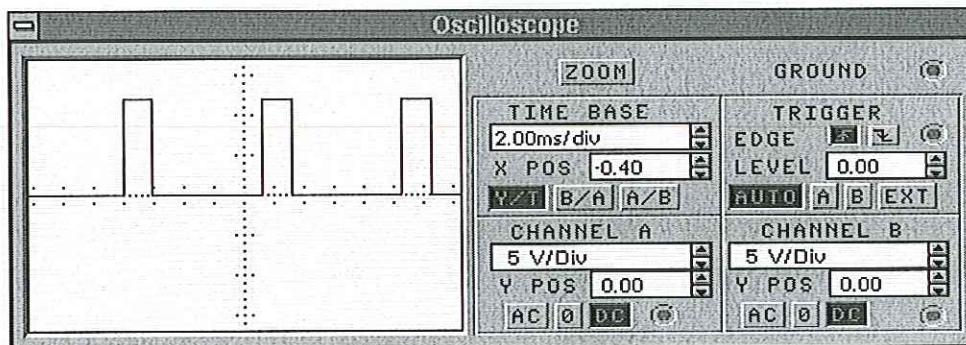 Oscilloscope
ZOOM GROUND
TIME BASE
2.00ms/div
X POS -0.40
Y/T B/A A/B
TRIGGER
EDGE
LEVEL 0.00
AUTO A B EXT
CHANNEL A
5 V/Div
Y POS 0.00
AC 0 DC
CHANNEL B
5 V/Div
Y POS 0.00
AC 0 DC